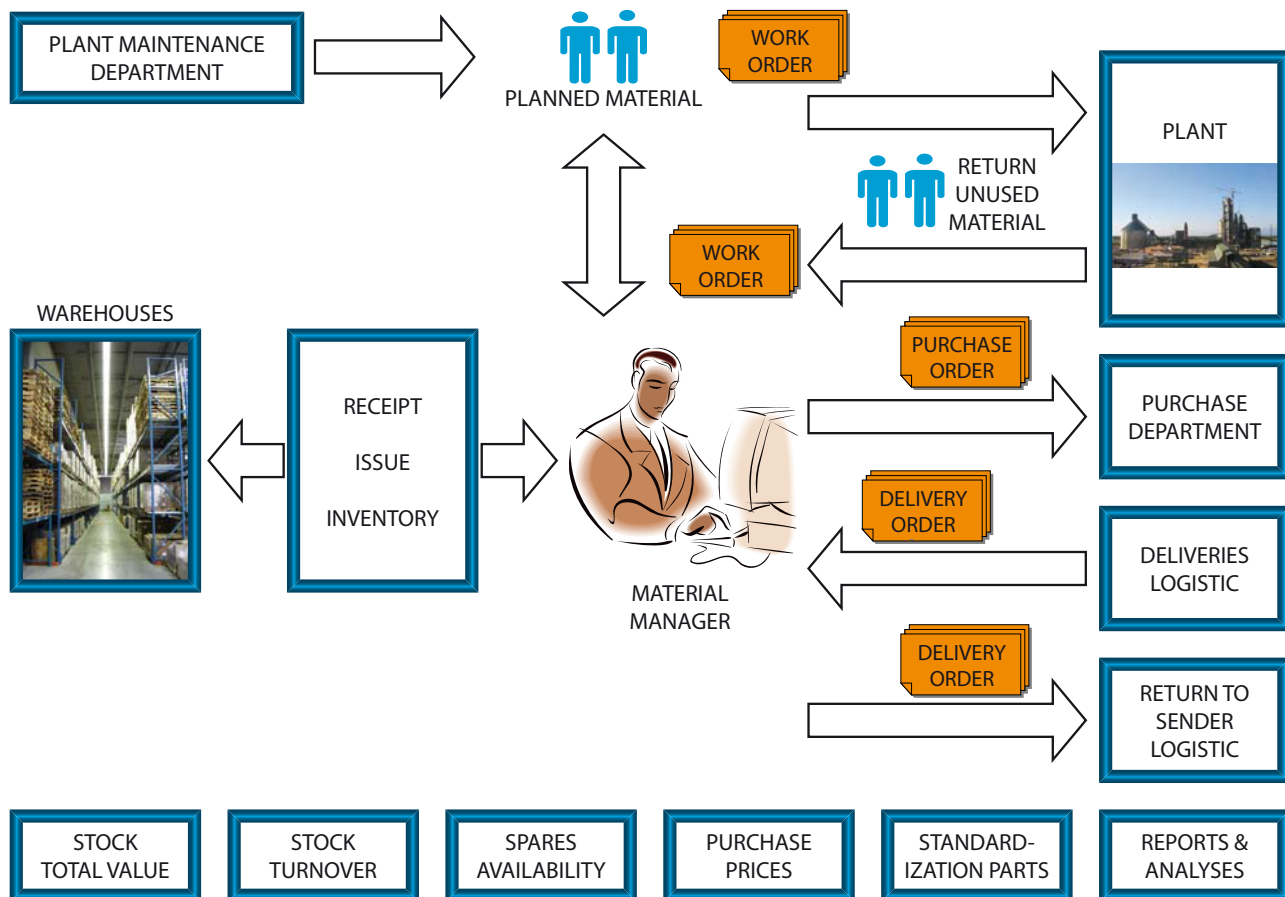 PLANT MAINTENANCE
DEPARTMENT
PLANNED MATERIAL
WORK
ORDER
PLANT
RETURN
UNUSED
MATERIAL
WORK
ORDER
WAREHOUSES
RECEIPT
ISSUE
INVENTORY
MATERIAL
MANAGER
PURCHASE
ORDER
PURCHASE
DEPARTMENT
DELIVERY
ORDER
DELIVERIES
LOGISTIC
DELIVERY
ORDER
RETURN TO
SENDER
LOGISTIC
STOCK
TOTAL VALUE
STOCK
TURNOVER
SPARES
AVAILABILITY
PURCHASE
PRICES
STANDARD-
IZATION PARTS
REPORTS &
ANALYSES